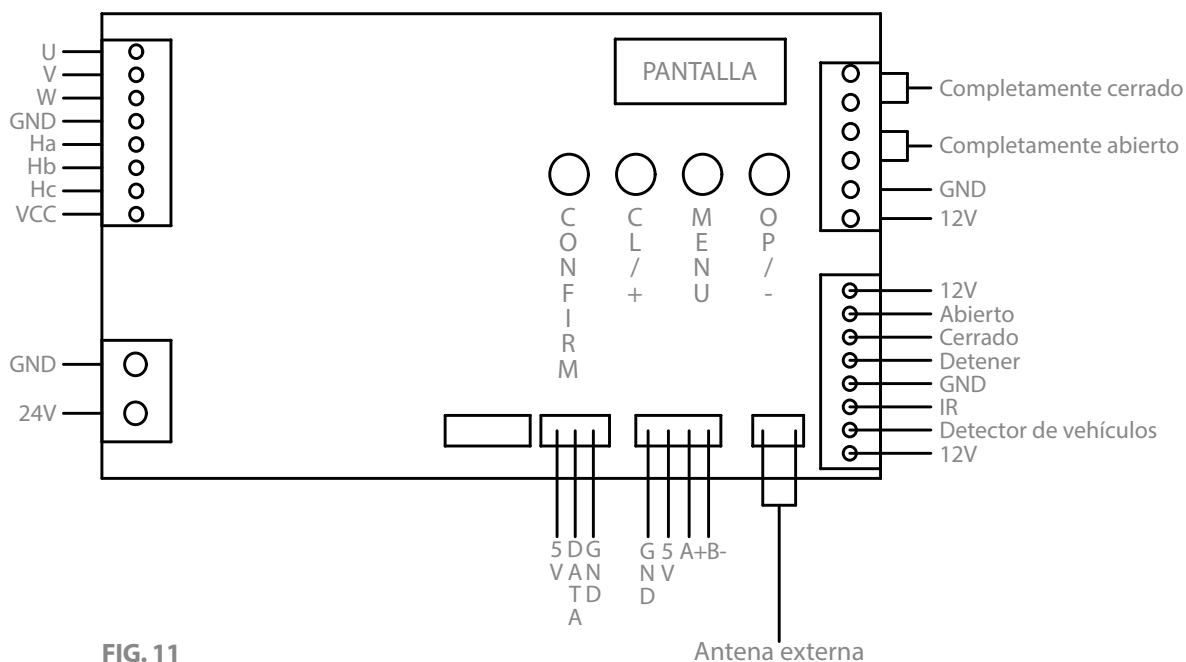 U
V
W
GND
Ha
Hb
Hc
VCC
GND
24V
PANTALLA
CONFIRM
CL/+
MENU
OP/-
Completamente cerrado
Completamente abierto
GND
12V
12V
Abierto
Cerrado
Detener
GND
IR
Detector de vehículos
12V
5V
DATA
GND
GND
5V
A+
B-
Antena externa
FIG. 11